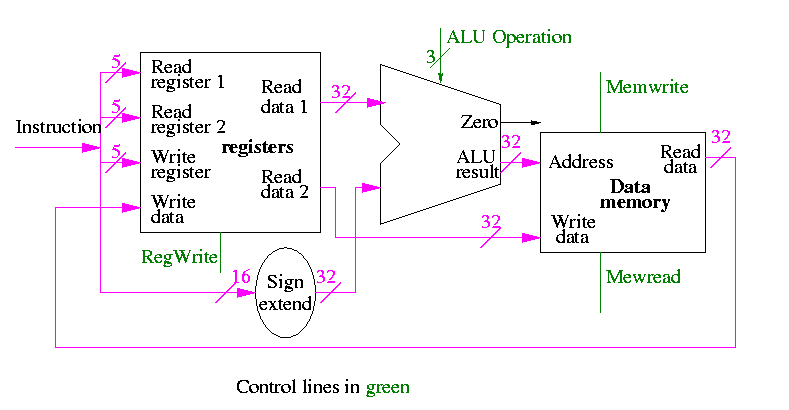 ALU Operation
3
5
Read
register 1
Read
data 1
32
5
Read
register 2
Instruction
registers
5
Write
register
Read
data 2
Write
data
RegWrite
16
Sign
extend
32
Zero
ALU
result
32
32
Memwrite
Address
Read
data
32
Data
memory
Write
data
Mewread
Control lines in green